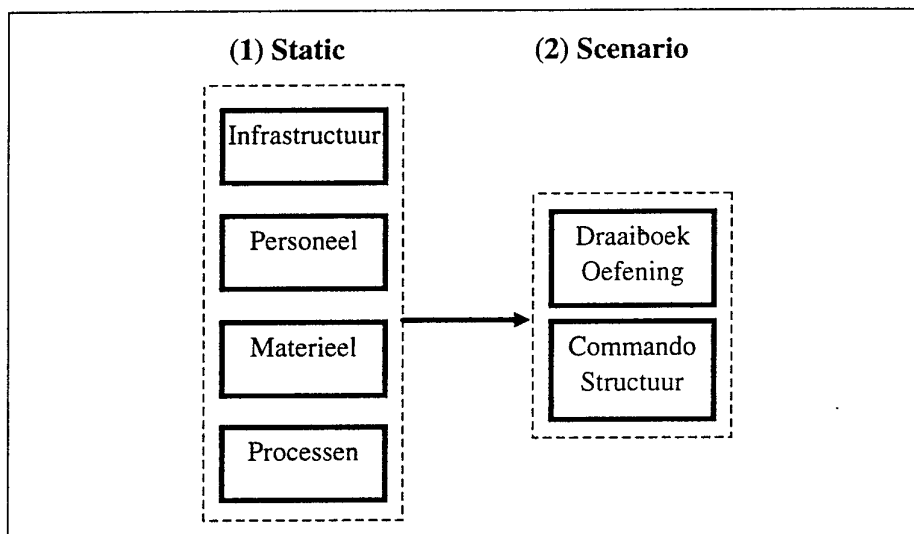 (1) Static
(2) Scenario
Infrastructuur
Personeel
Materieel
Processen
Draaiboek
Oefening
Commando
Structuur